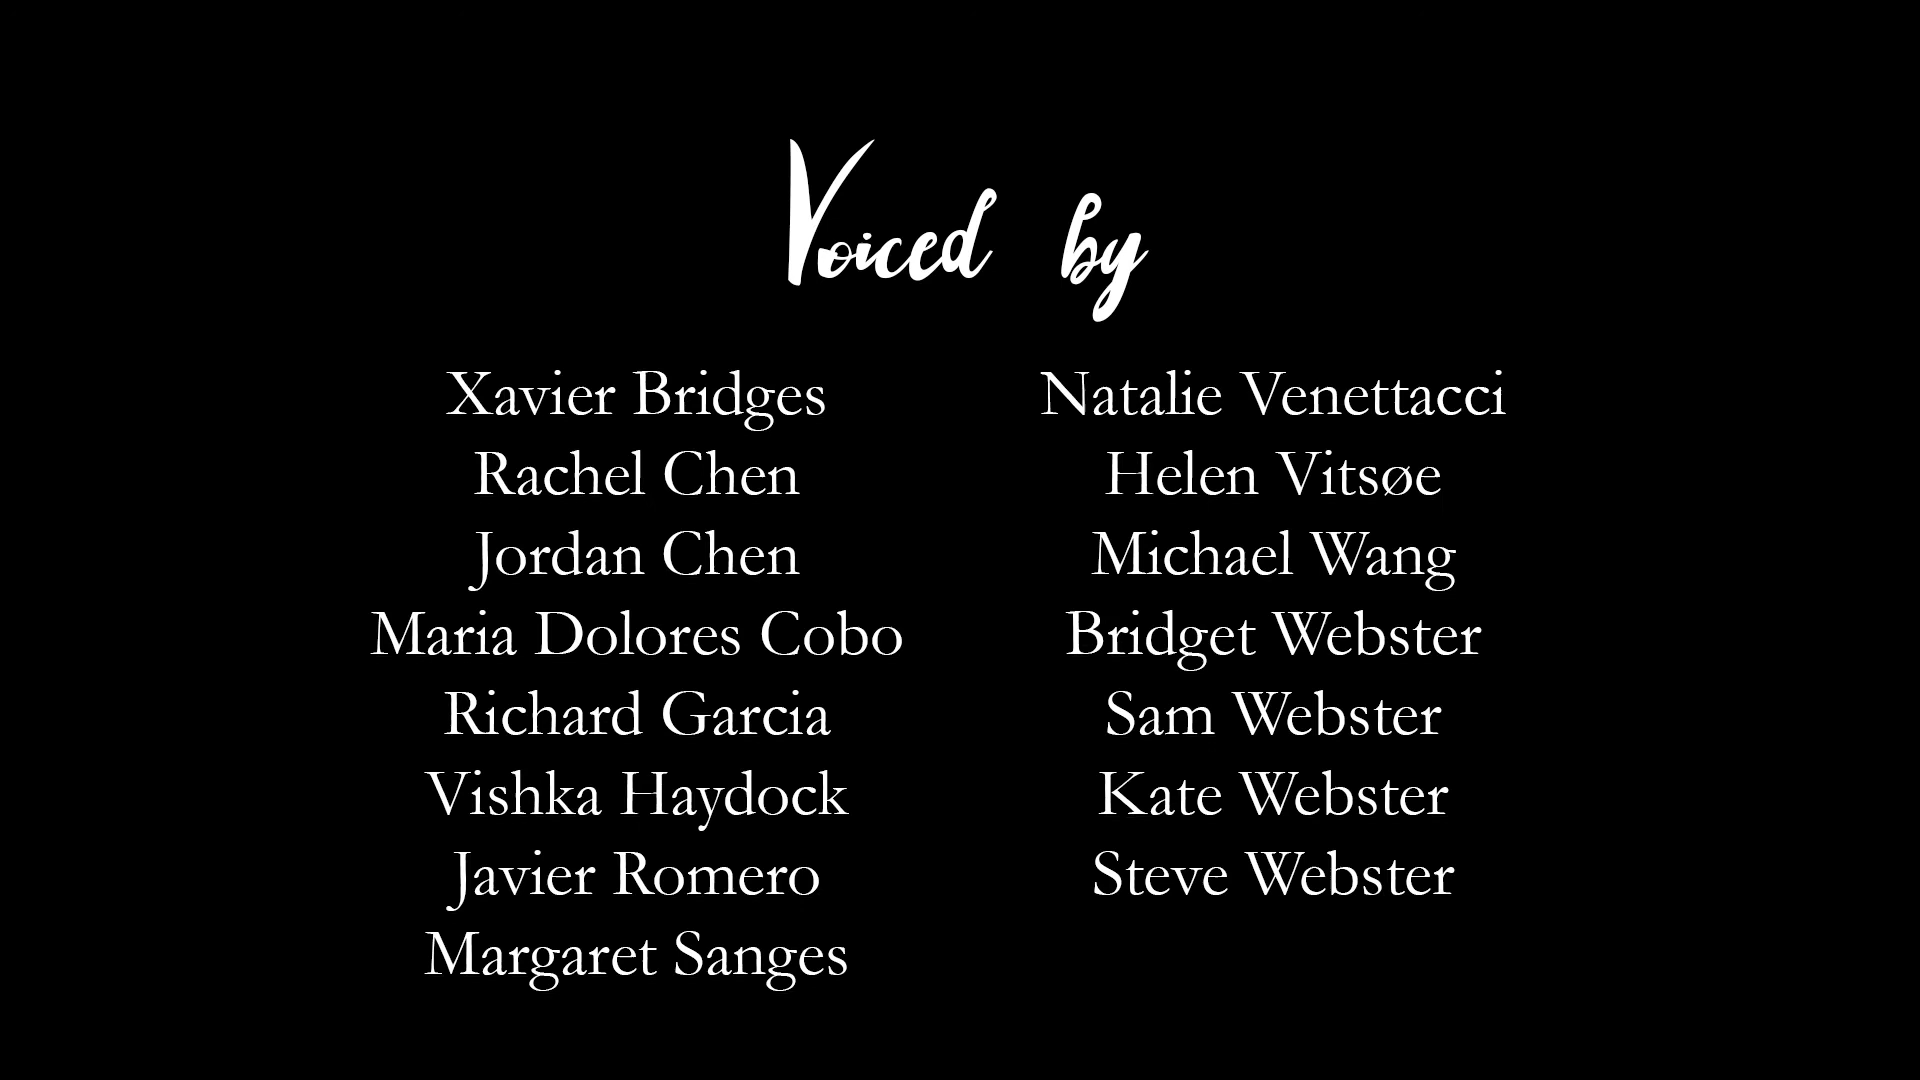 Voiced by
Xavier Bridges
Rachel Chen
Jordan Chen
Maria Dolores Cobo
Richard Garcia
Vishka Haydock
Javier Romero
Margaret Sanges
Natalie Venettacci
Helen Vitsøe
Michael Wang
Bridget Webster
Sam Webster
Kate Webster
Steve Webster